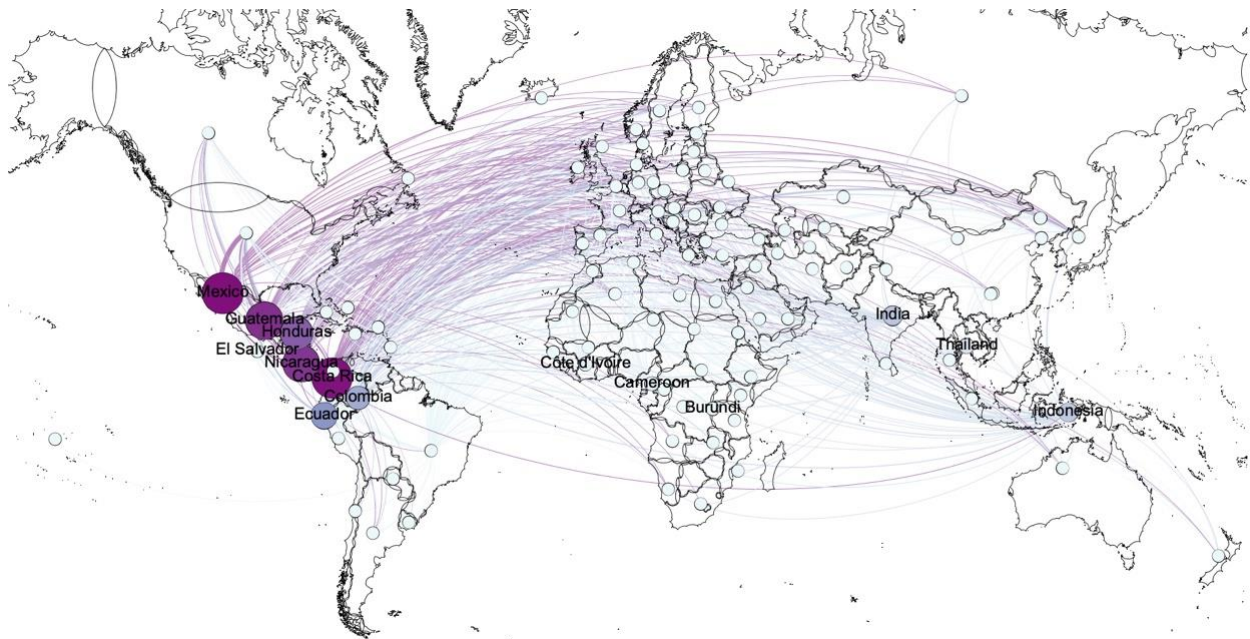 Mexico
Guatemala
Honduras
El Salvador
Nicaragua
Costa Rica
Colombia
Ecuador
Côte d'Ivoire
Cameroon
Burundi
India
Thailand
Indonesia